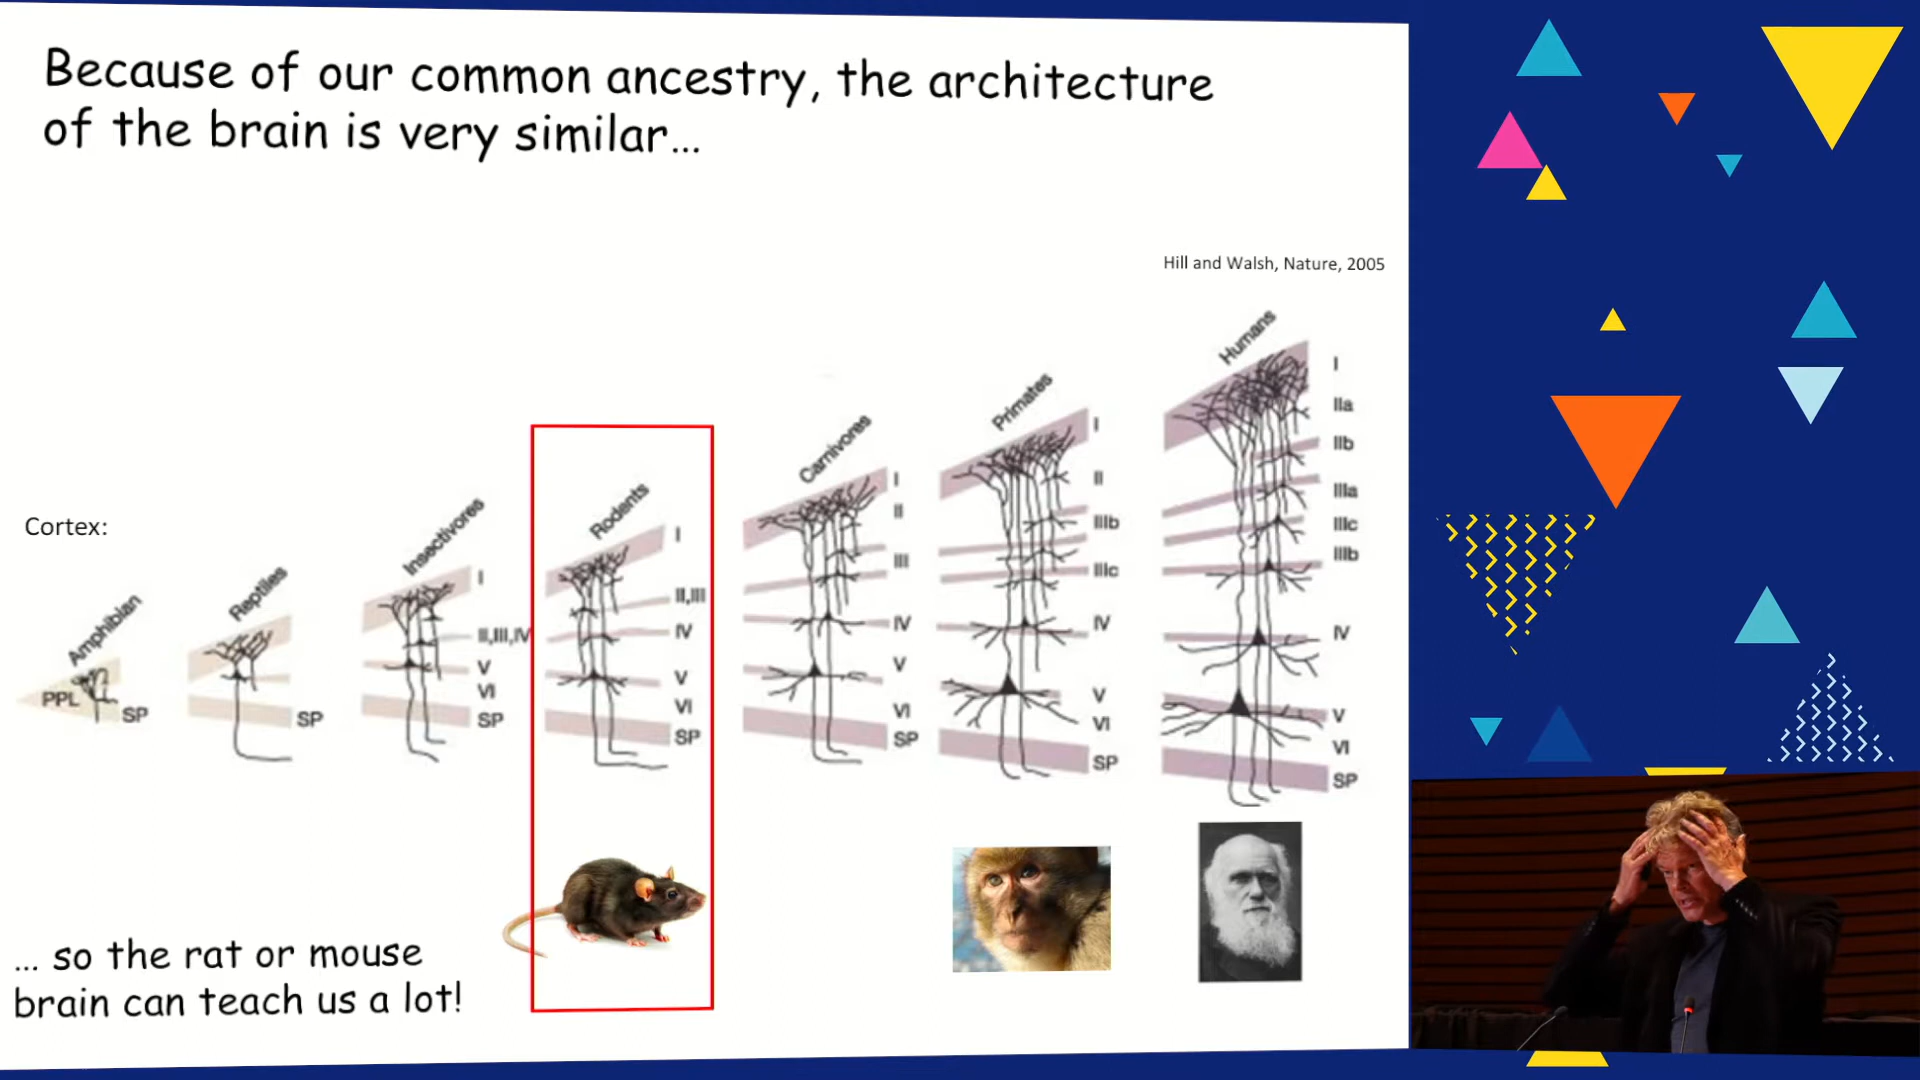 Because of our common ancestry, the architecture
of the brain is very similar...
Hill and Walsh, Nature, 2005
Cortex:
Amphibian
PPL
SP
Reptiles
SP
Insectivores
I
II,III,IV
V
VI
SP
Rodents
I
II,III
IV
V
VI
SP
Carnivores
I
II
III
IV
V
VI
SP
Primates
I
II
IIIb
IIIc
IV
V
VI
SP
Humans
I
IIa
IIb
IIIa
IIIc
IIIb
IV
V
VI
SP
... so the rat or mouse
brain can teach us a lot!